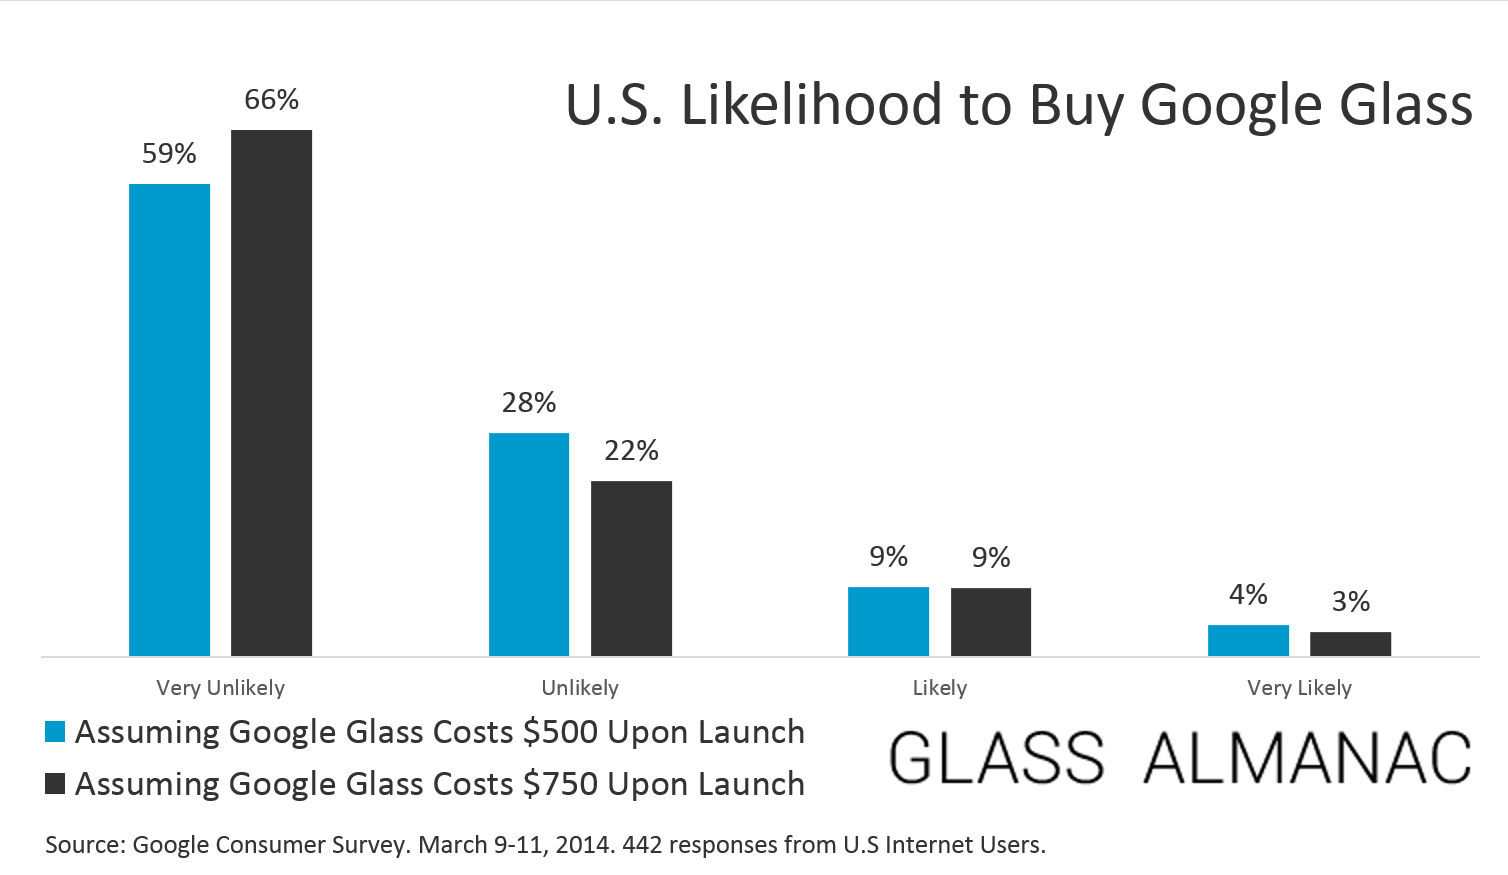 U.S. Likelihood to Buy Google Glass
66%
59%
28%
22%
9%
9%
4%
3%
Very Unlikely
Unlikely
Likely
Very Likely
Assuming Google Glass Costs $500 Upon Launch
Assuming Google Glass Costs $750 Upon Launch
GLASS ALMANAC
Source: Google Consumer Survey. March 9-11, 2014. 442 responses from U.S Internet Users.